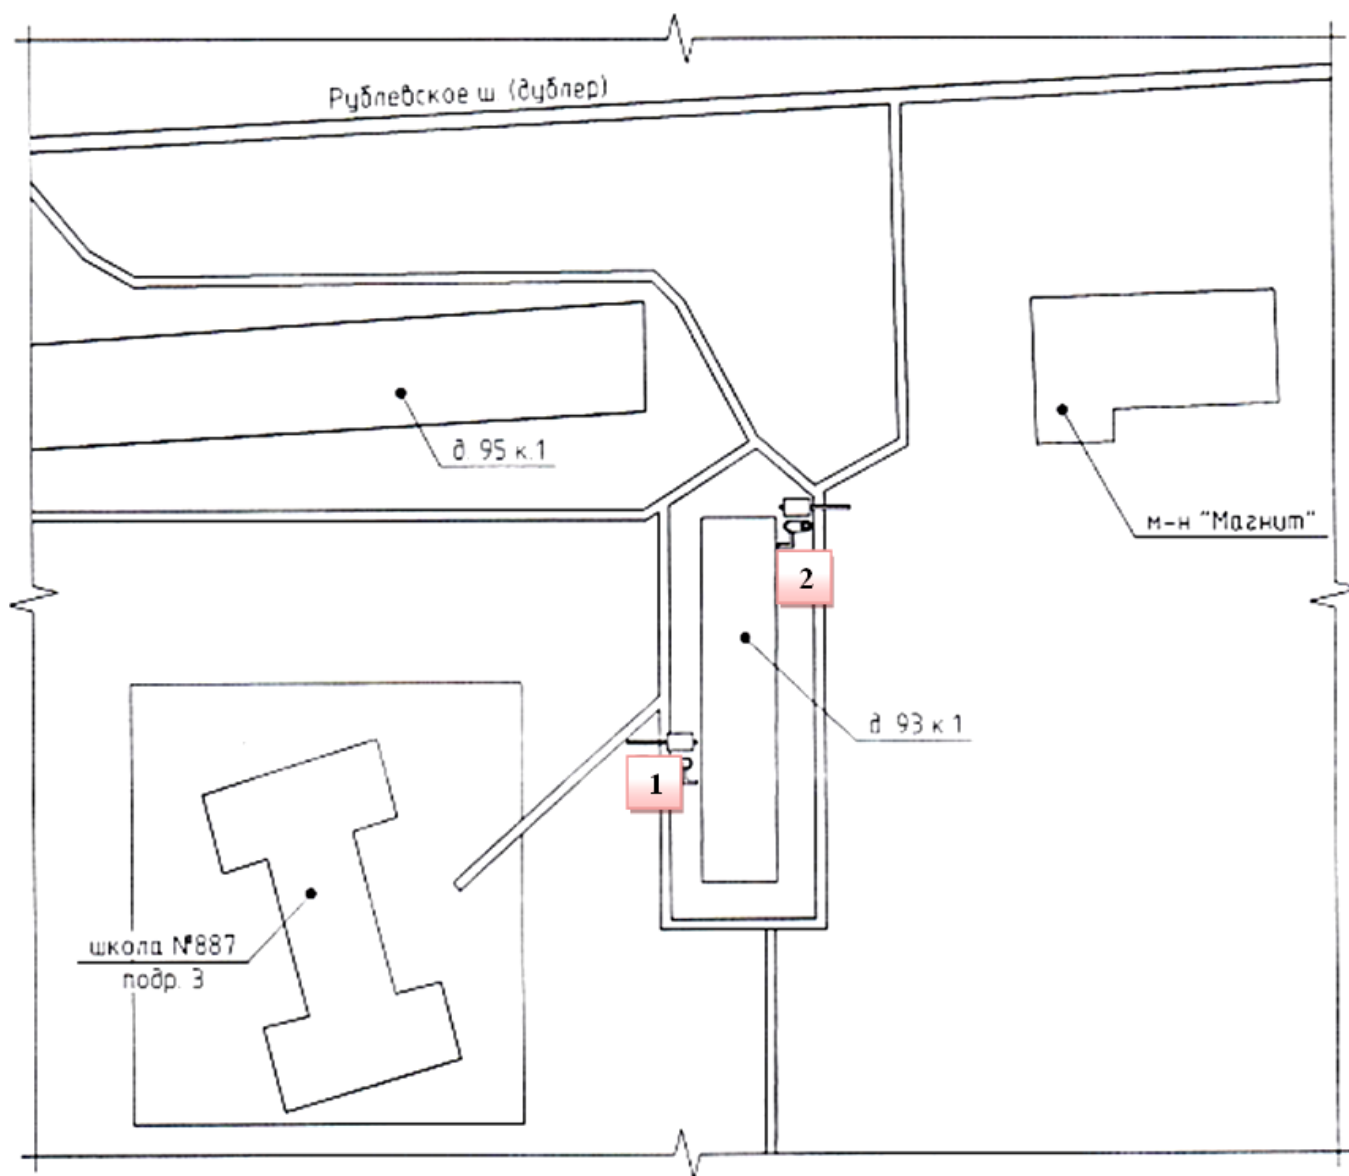 Рублевское ш (дублер)
д. 95 к.1
м-н "Магнит"
2
д 93 к 1
1
школа №887
подр. 3